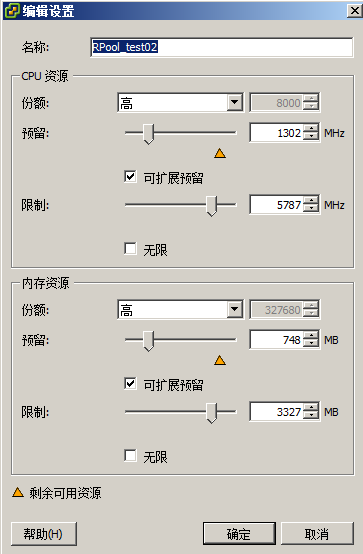 编辑设置
名称: RPool_test02
CPU 资源
份额: 高 8000
预留: 1302 MHz
可扩展预留
限制: 5787 MHz
无限
内存资源
份额: 高 327680
预留: 748 MB
可扩展预留
限制: 3327 MB
无限
剩余可用资源
帮助(H) 确定 取消